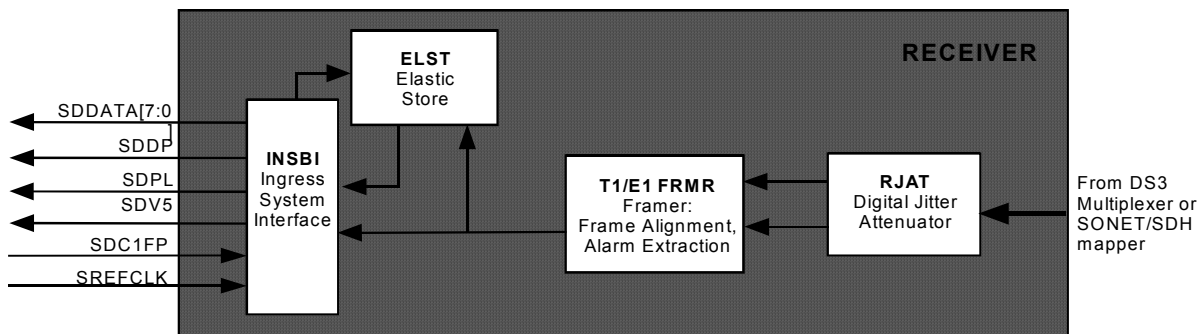 RECEIVER
ELST
Elastic
Store
SDDATA[7:0
]
SDDP
SDPL
SDV5
SDC1FP
SREFCLK
INSBI
Ingress
System
Interface
T1/E1 FRMR
Framer:
Frame Alignment,
Alarm Extraction
RJAT
Digital Jitter
Attenuator
From DS3
Multiplexer or
SONET/SDH
mapper